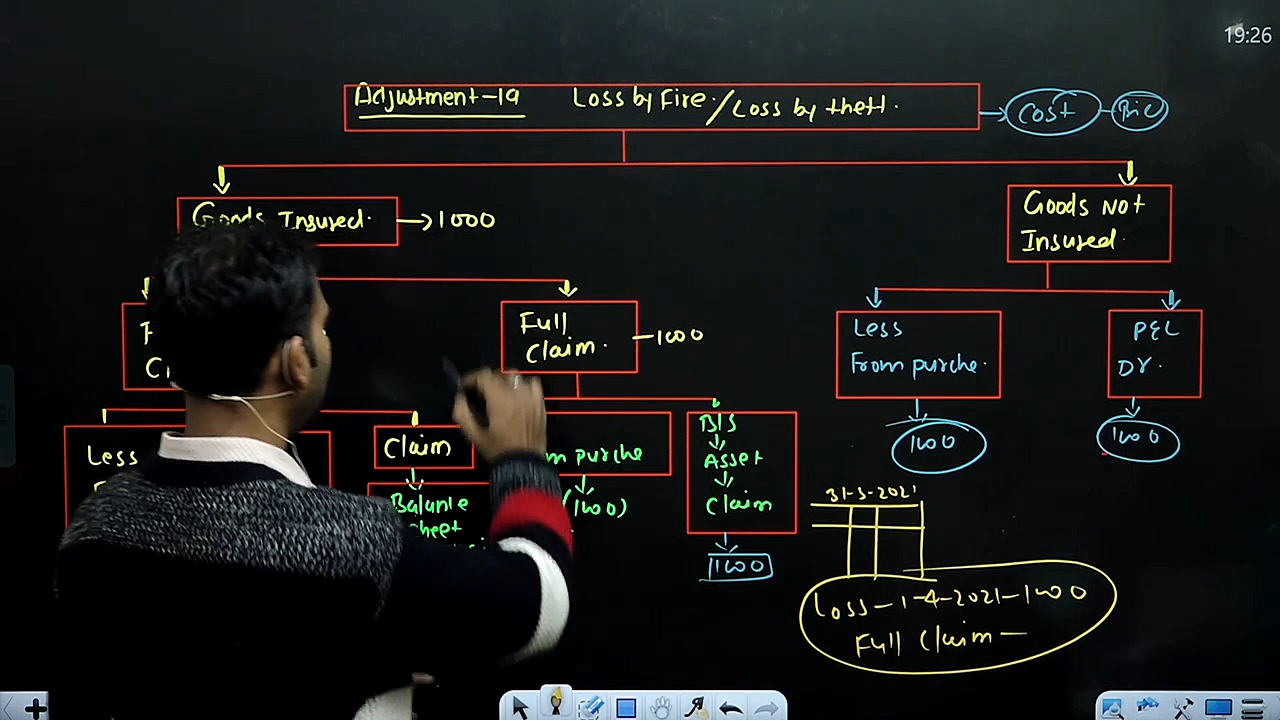 19:26
Adjustment-19 Loss by Fire./Loss by theft. → Cost Bic
Goods Insured. → 1000
Goods Not
Insured.
Full
Claim. - 1000
Less
From purche.
1000
P&L
Dr.
1000
Less
Claim
Balance
sheet
purche
(1000)
B/S
Asset
Claim
1000
31-3-2021
Loss-1-4-2021-1000
Full Claim-